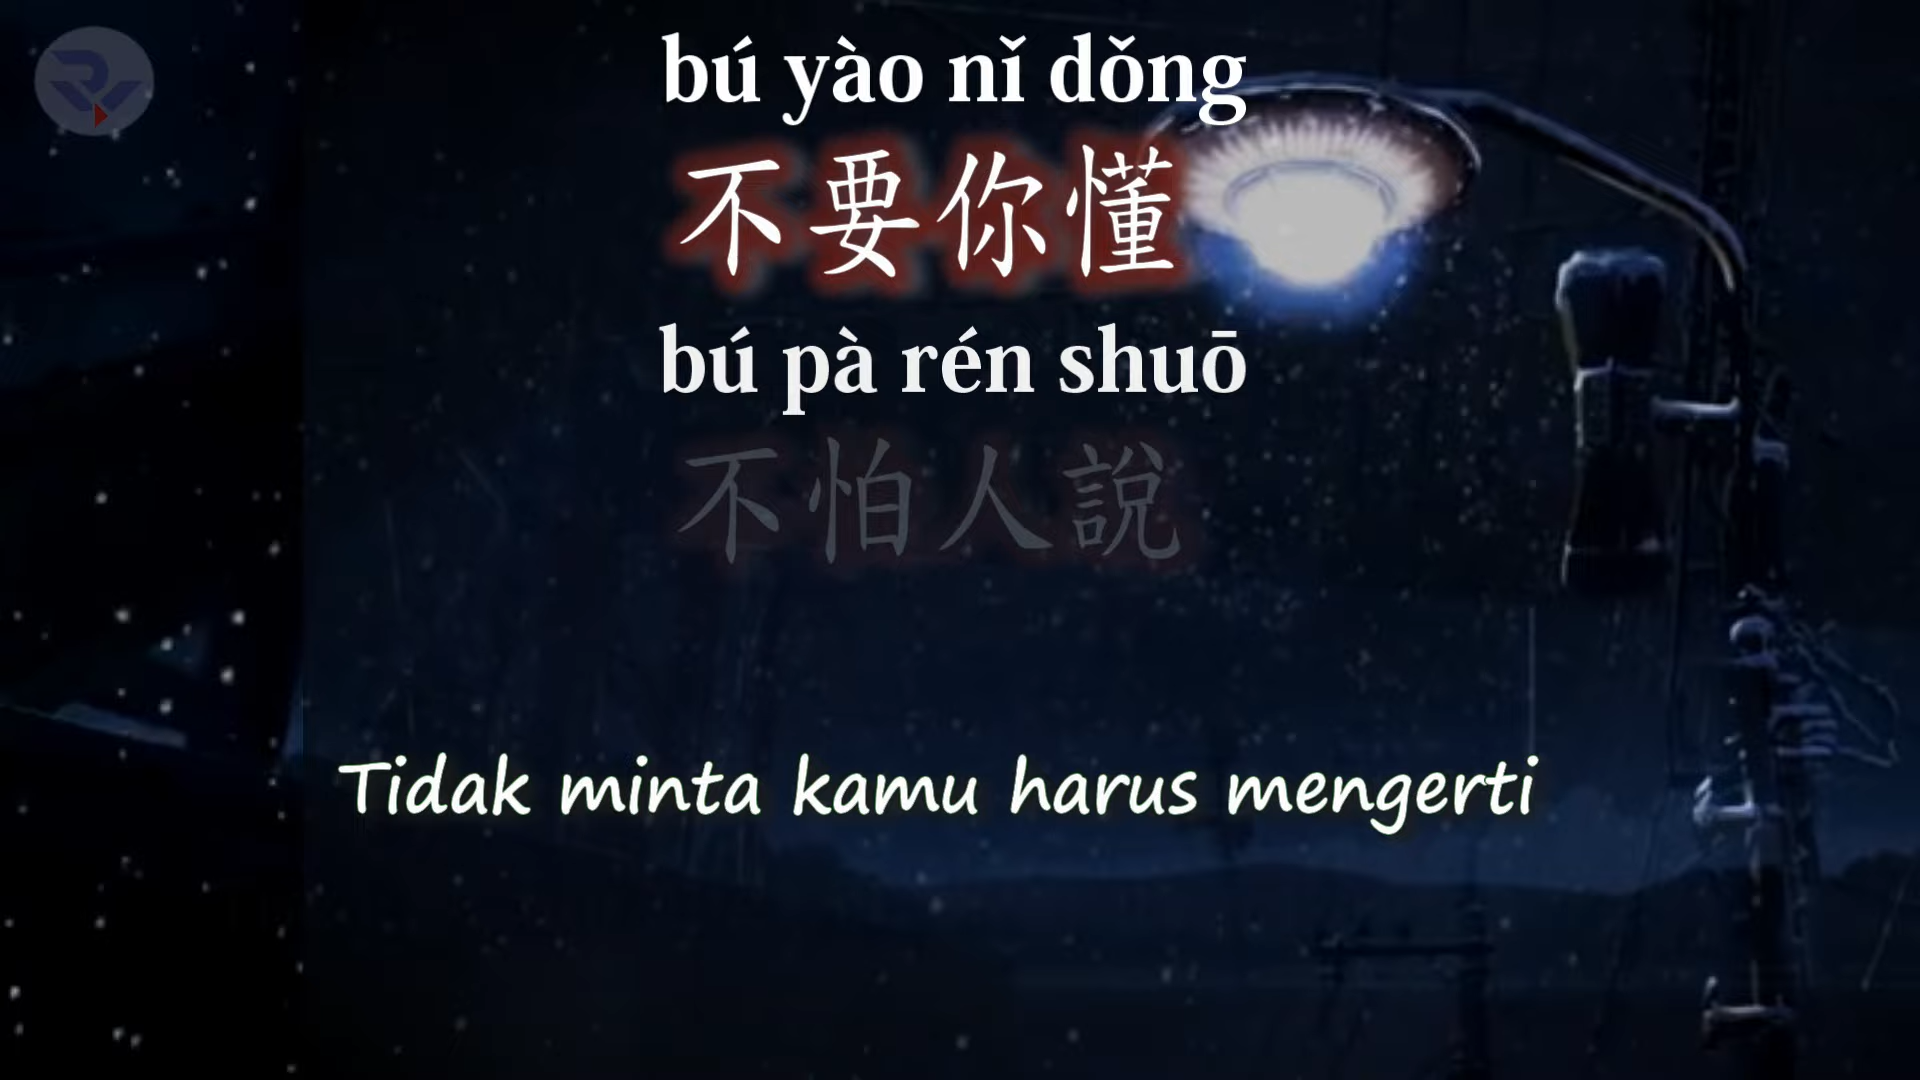 bú yào nǐ dǒng
不要你懂
bú pà rén shuō
不怕人說
Tidak minta kamu harus mengerti